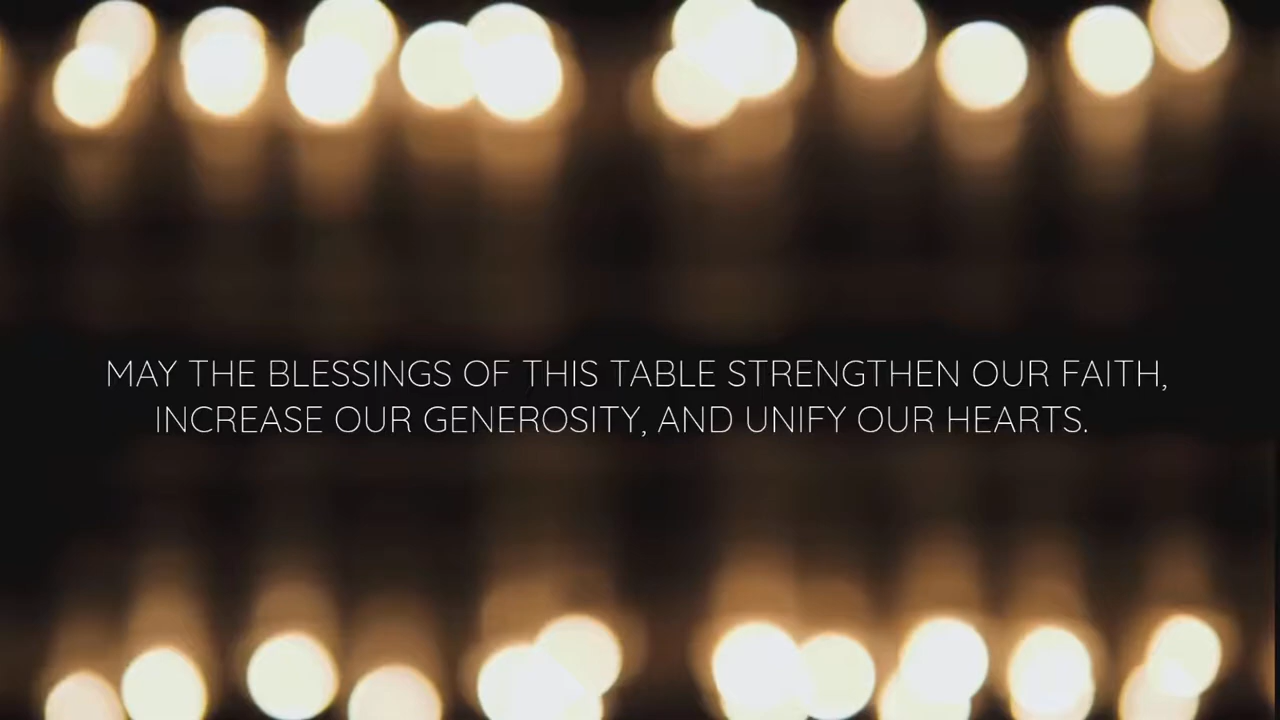 MAY THE BLESSINGS OF THIS TABLE STRENGTHEN OUR FAITH,
INCREASE OUR GENEROSITY, AND UNIFY OUR HEARTS.